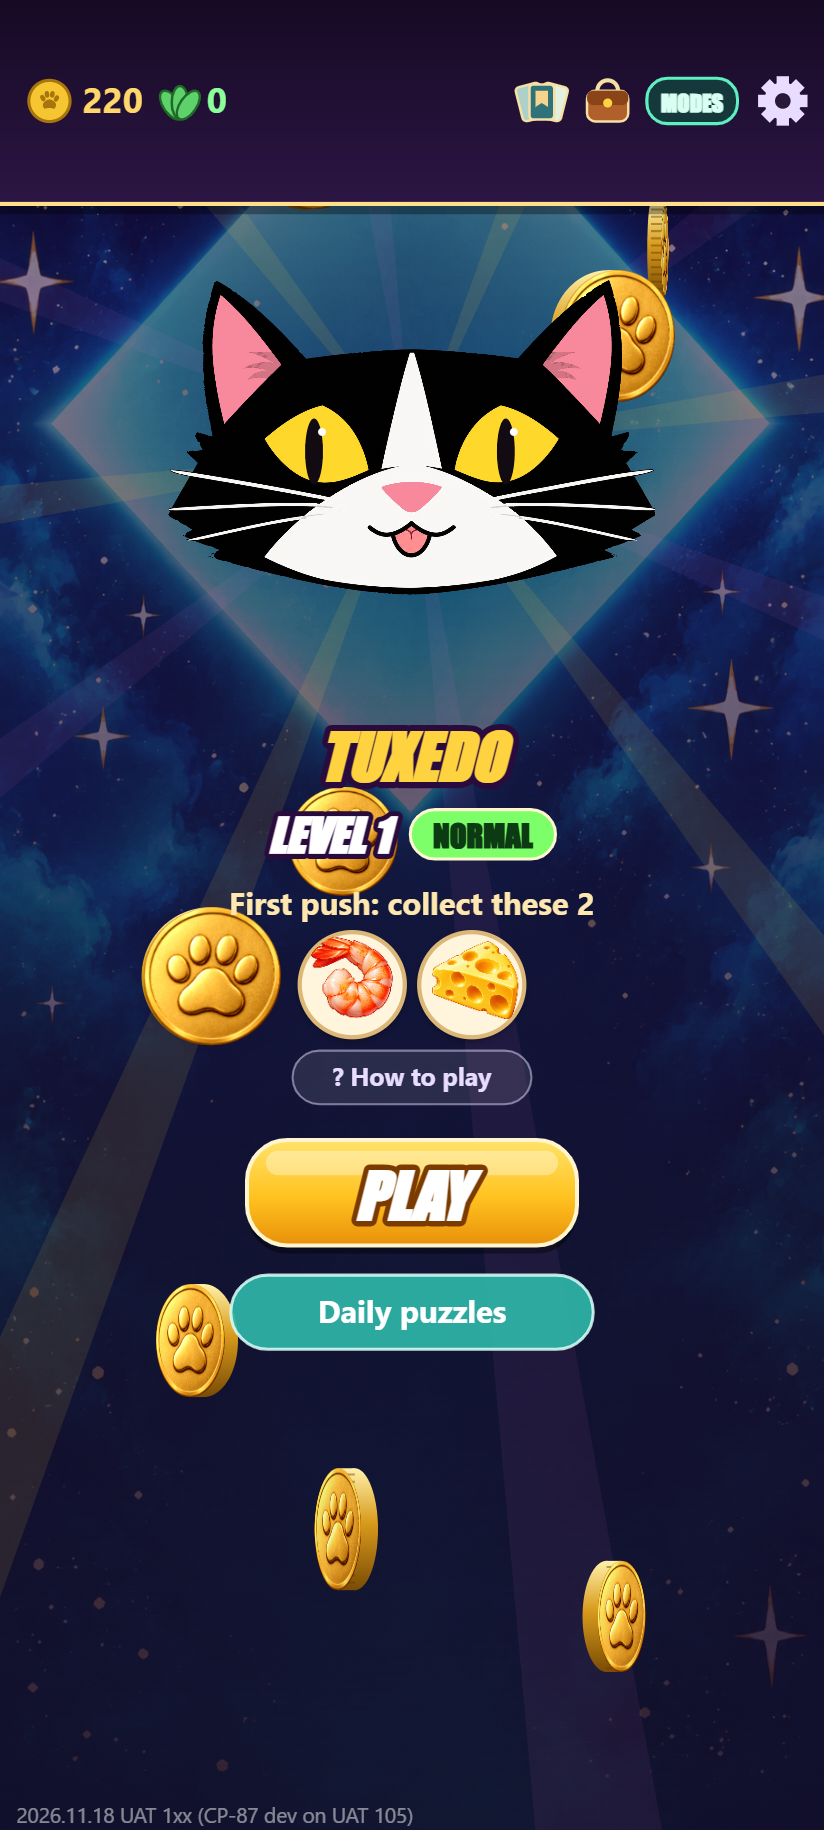 220 0 MODES
TUXEDO
LEVEL 1 NORMAL
First push: collect these 2
? How to play
PLAY
Daily puzzles
2026.11.18 UAT 1xx (CP-87 dev on UAT 105)